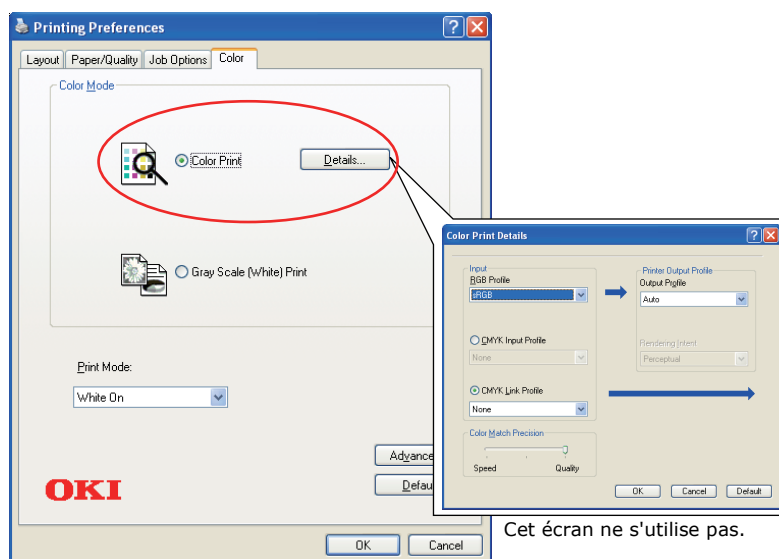 Printing Preferences
Layout Paper/Quality Job Options Color
Color Mode
Color Print Details...
Gray Scale (White) Print
Print Mode:
White On
OKI
OK Cancel
Color Print Details
Input
RGB Profile
sRGB
Printer Output Profile
Output Profile
Auto
CMYK Input Profile
None
Rendering Intent
Perceptual
CMYK Link Profile
None
Color Match Precision
Speed Quality
OK Cancel Default
Cet écran ne s'utilise pas.